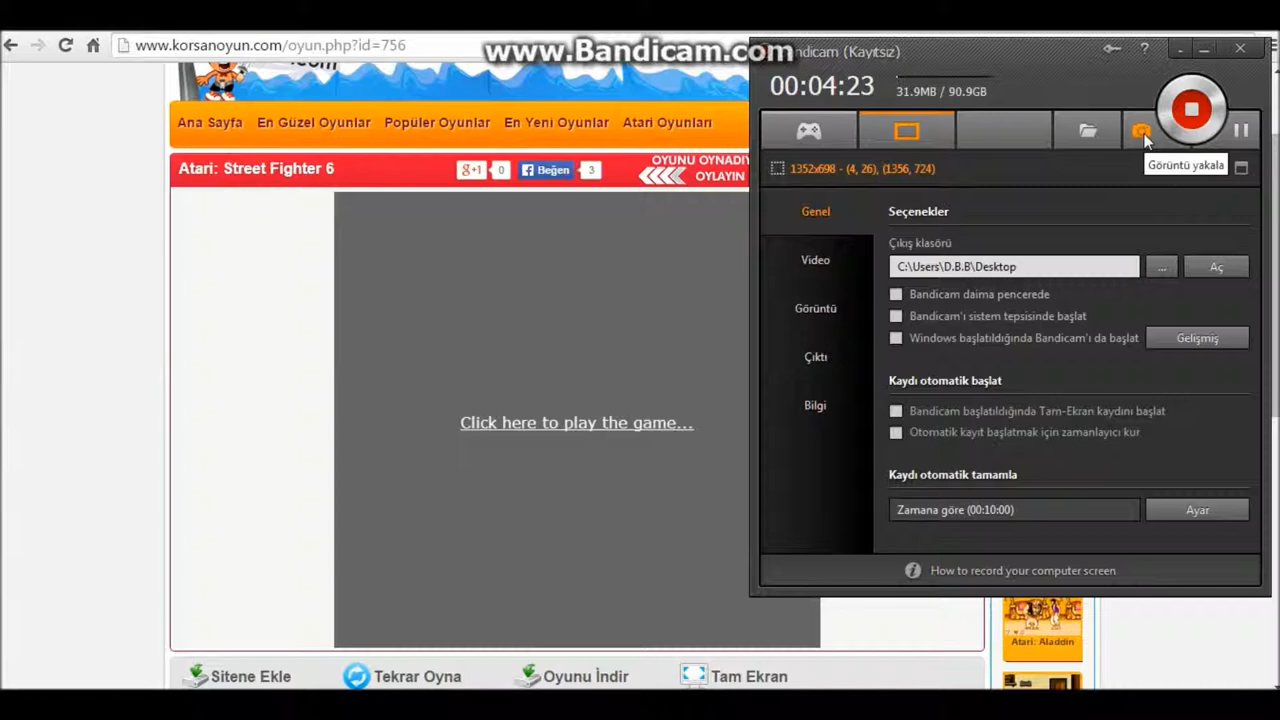 www.korsanoyun.com/oyun.php?id=756
www.Bandicam.com
andicam (Kayıtsız)
?
.com
00:04:23
31.9MB / 90.9GB
Ana Sayfa En Güzel Oyunlar Popüler Oyunlar En Yeni Oyunlar Atari Oyunları
Görüntü yakala
Atari: Street Fighter 6
g+1 0
f Beğen 3
OYUNU OYNADIY
OYLAYIN
1352x698 - (4, 26), (1356, 724)
Genel
Video
Görüntü
Çıktı
Bilgi
Seçenekler
Çıkış klasörü
C:\Users\D.B.B\Desktop ... Aç
Bandicam daima pencerede
Bandicam'ı sistem tepsisinde başlat
Windows başlatıldığında Bandicam'ı da başlat Gelişmiş
Kaydı otomatik başlat
Bandicam başlatıldığında Tam-Ekran kaydını başlat
Otomatik kayıt başlatmak için zamanlayıcı kur
Kaydı otomatik tamamla
Zamana göre (00:10:00) Ayar
How to record your computer screen
Click here to play the game...
Atari: Aladdin
Sitene Ekle Tekrar Oyna Oyunu İndir Tam Ekran